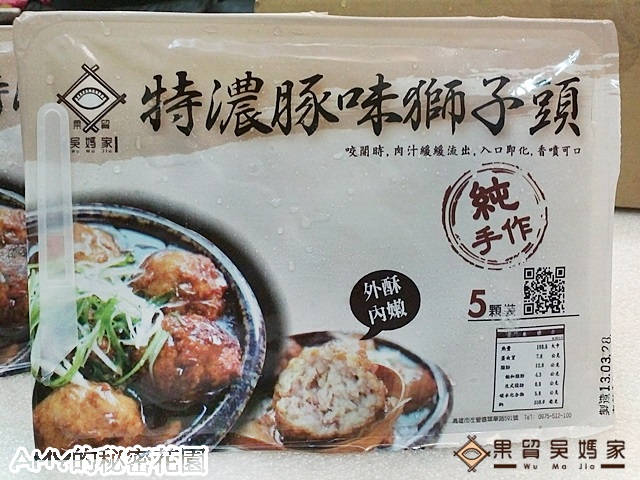 特濃豚味獅子頭
果貿
吳媽家
Wu Ma Jia
咬開時,肉汁緩緩流出,入口即化,香噴可口
純
手作
外酥
內嫩
5顆裝
製造13.03.28
果貿吳媽家
Wu Ma Jia
AMY的秘密花園